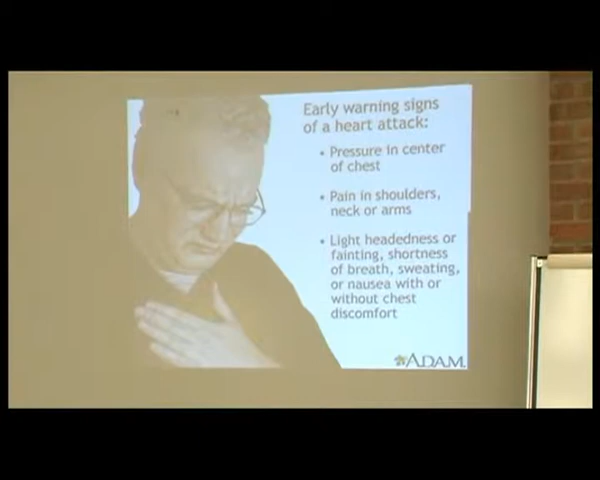 Early warning signs
of a heart attack:
• Pressure in center
of chest
• Pain in shoulders,
neck or arms
• Light headedness or
fainting, shortness
of breath, sweating,
or nausea with or
without chest
discomfort
ADAM.